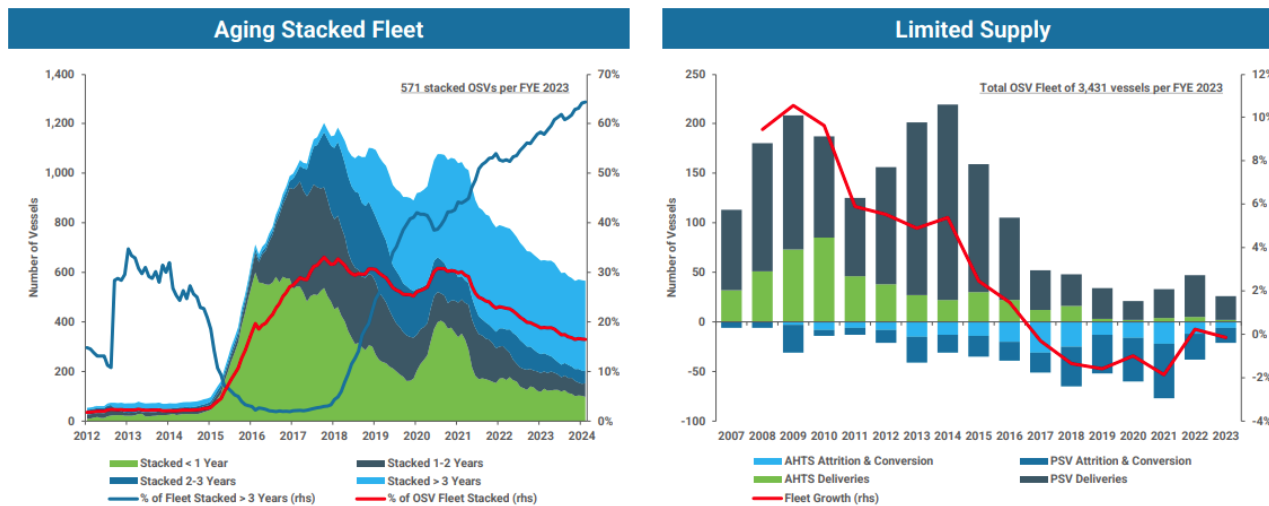 Aging Stacked Fleet
571 stacked OSVs per FYE 2023
Number of Vessels
1,400
1,200
1,000
800
600
400
200
0
70%
60%
50%
40%
30%
20%
10%
0%
2012 2013 2014 2015 2016 2017 2018 2019 2020 2021 2022 2023 2024
Stacked < 1 Year
Stacked 1-2 Years
Stacked 2-3 Years
Stacked > 3 Years
% of Fleet Stacked > 3 Years (rhs)
% of OSV Fleet Stacked (rhs)
Limited Supply
Total OSV Fleet of 3,431 vessels per FYE 2023
Number of Vessels
250
200
150
100
50
0
-50
-100
12%
10%
8%
6%
4%
2%
0%
-2%
-4%
2007 2008 2009 2010 2011 2012 2013 2014 2015 2016 2017 2018 2019 2020 2021 2022 2023
AHTS Attrition & Conversion
PSV Attrition & Conversion
AHTS Deliveries
PSV Deliveries
Fleet Growth (rhs)